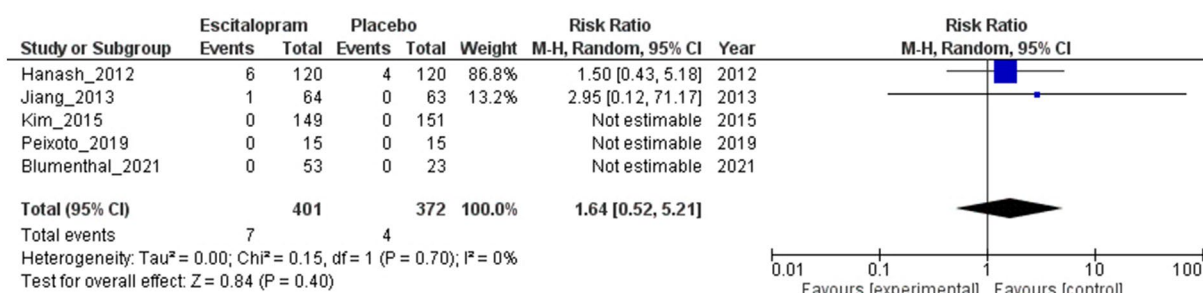 Escitalopram Placebo Risk Ratio Risk Ratio
Study or Subgroup Events Total Events Total Weight M-H, Random, 95% CI Year M-H, Random, 95% CI
Hanash_2012 6 120 4 120 86.8% 1.50 [0.43, 5.18] 2012
Jiang_2013 1 64 0 63 13.2% 2.95 [0.12, 71.17] 2013
Kim_2015 0 149 0 151 Not estimable 2015
Peixoto_2019 0 15 0 15 Not estimable 2019
Blumenthal_2021 0 53 0 23 Not estimable 2021
Total (95% CI) 401 372 100.0% 1.64 [0.52, 5.21]
Total events 7 4
Heterogeneity: Tau² = 0.00; Chi² = 0.15, df = 1 (P = 0.70); I² = 0%
Test for overall effect: Z = 0.84 (P = 0.40)
0.01 0.1 1 10 100
Favours [experimental] Favours [control]